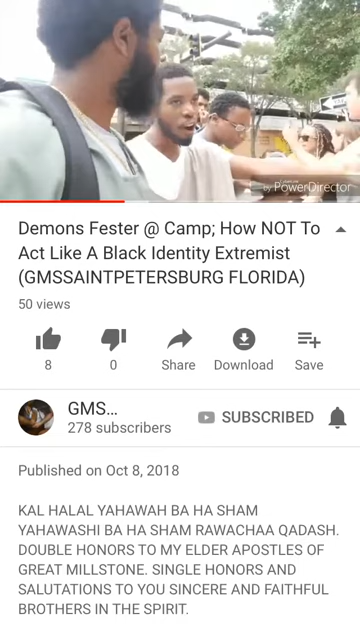 by PowerDirector
Demons Fester @ Camp; How NOT To
Act Like A Black Identity Extremist
(GMSSAINTPETERSBURG FLORIDA)
50 views
8
0
Share
Download
Save
GMS...
SUBSCRIBED
278 subscribers
Published on Oct 8, 2018
KAL HALAL YAHAWAH BA HA SHAM
YAHAWASHI BA HA SHAM RAWACHAA QADASH.
DOUBLE HONORS TO MY ELDER APOSTLES OF
GREAT MILLSTONE. SINGLE HONORS AND
SALUTATIONS TO YOU SINCERE AND FAITHFUL
BROTHERS IN THE SPIRIT.